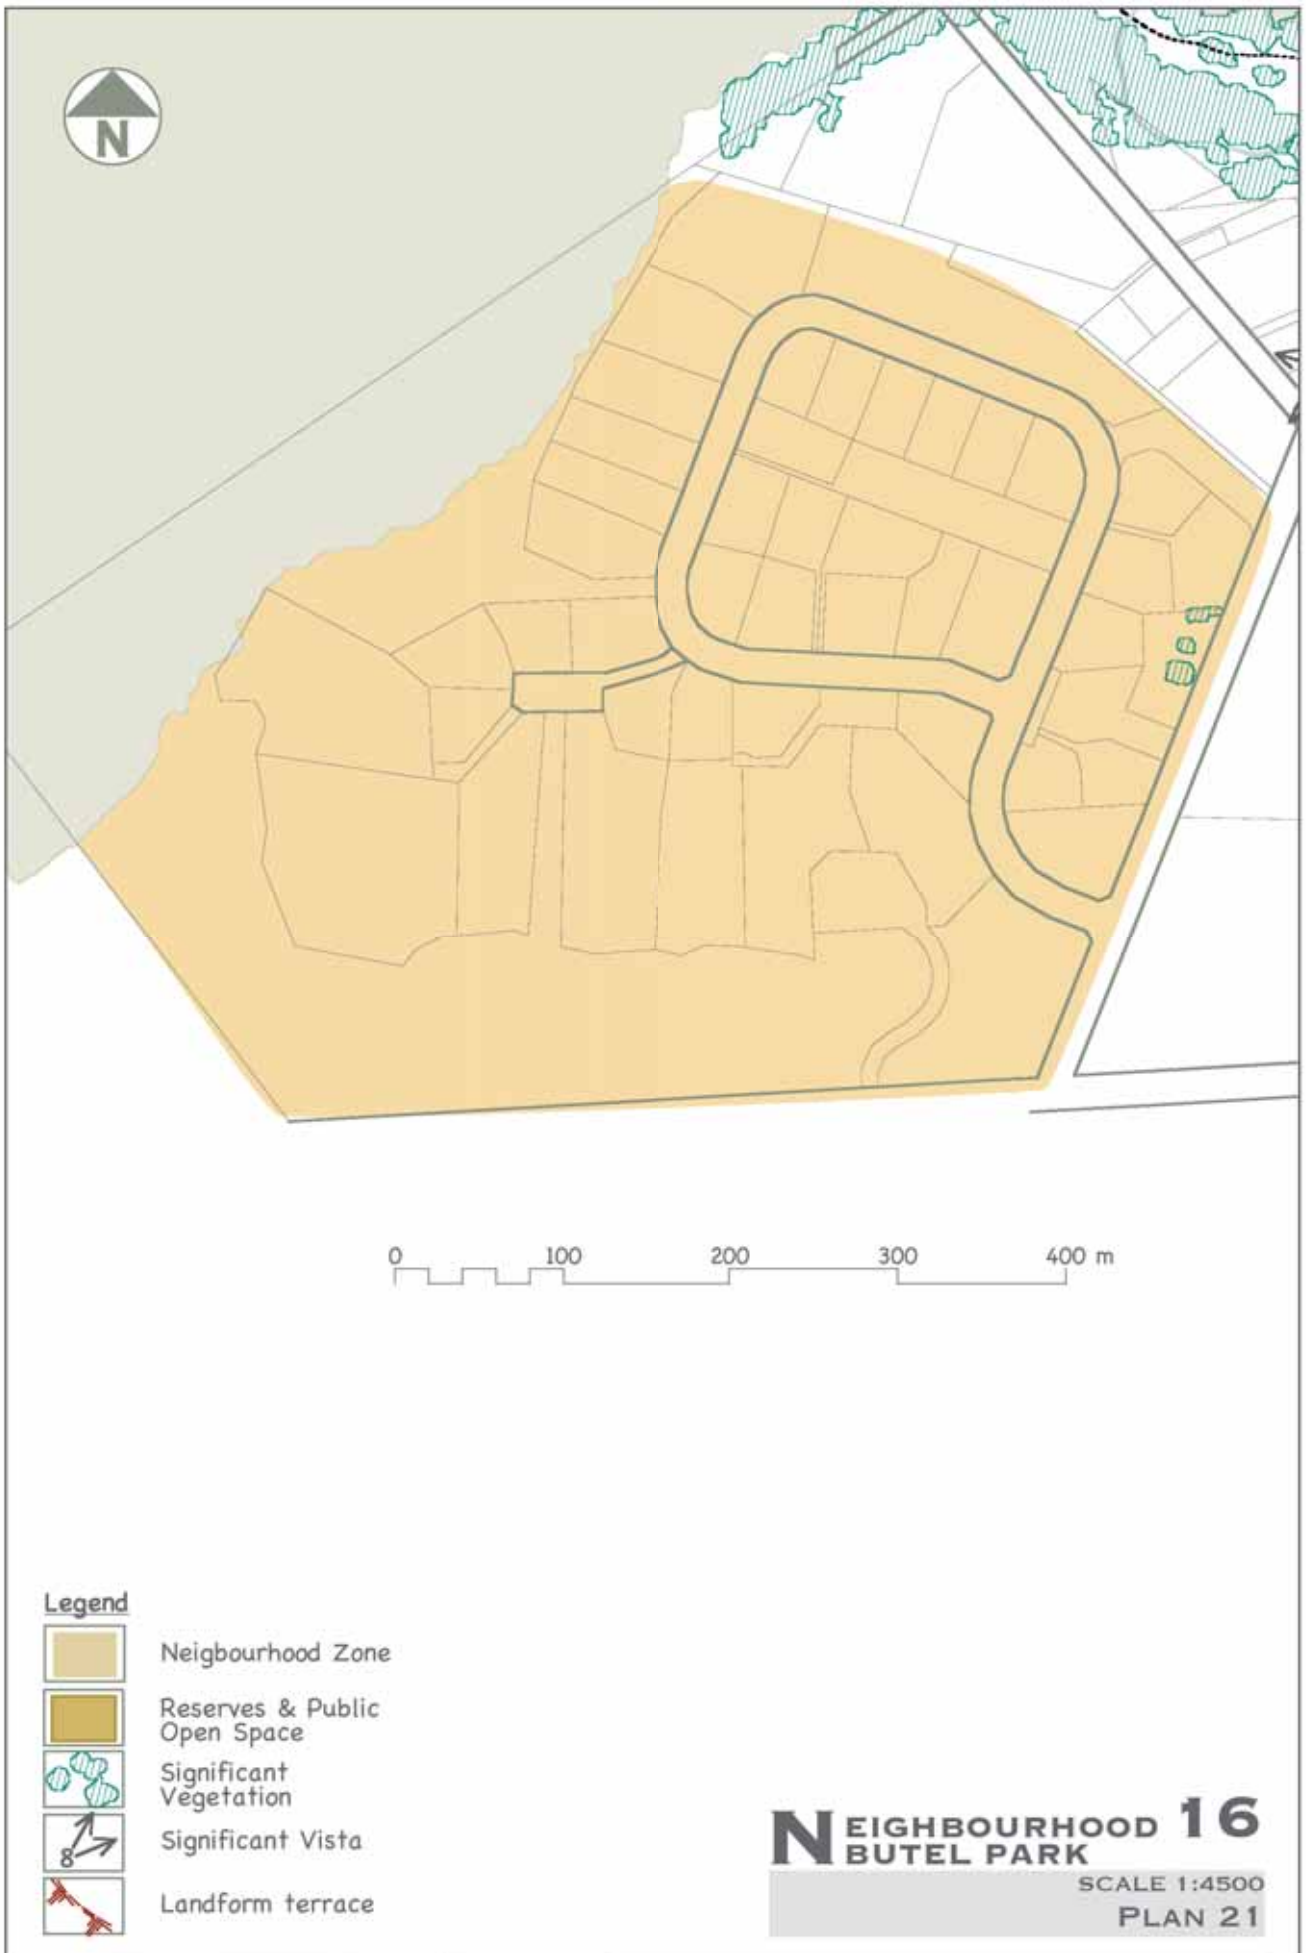 N
0 100 200 300 400 m
Legend
Neigbourhood Zone
Reserves & Public
Open Space
Significant
Vegetation
8
Significant Vista
Landform terrace
NEIGHBOURHOOD 16
BUTEL PARK
SCALE 1:4500
PLAN 21